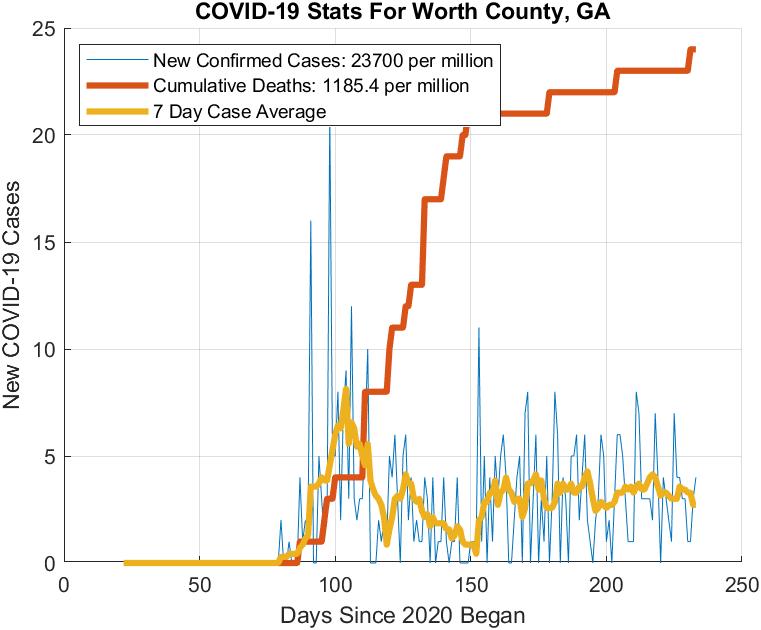 COVID-19 Stats For Worth County, GA
New Confirmed Cases: 23700 per million
Cumulative Deaths: 1185.4 per million
7 Day Case Average
New COVID-19 Cases
25
20
15
10
5
0
0 50 100 150 200 250
Days Since 2020 Began